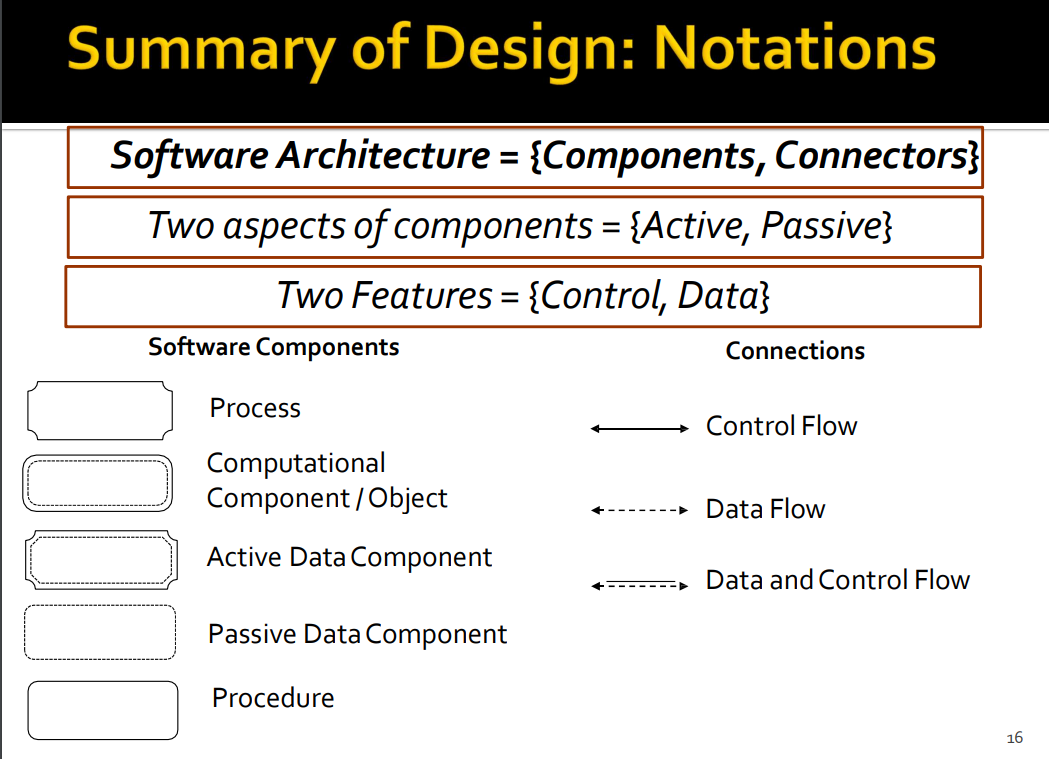 Summary of Design: Notations
Software Architecture = {Components, Connectors}
Two aspects of components = {Active, Passive}
Two Features = {Control, Data}
Software Components
Connections
Process
Control Flow
Computational
Component / Object
Data Flow
Active Data Component
Data and Control Flow
Passive Data Component
Procedure
16